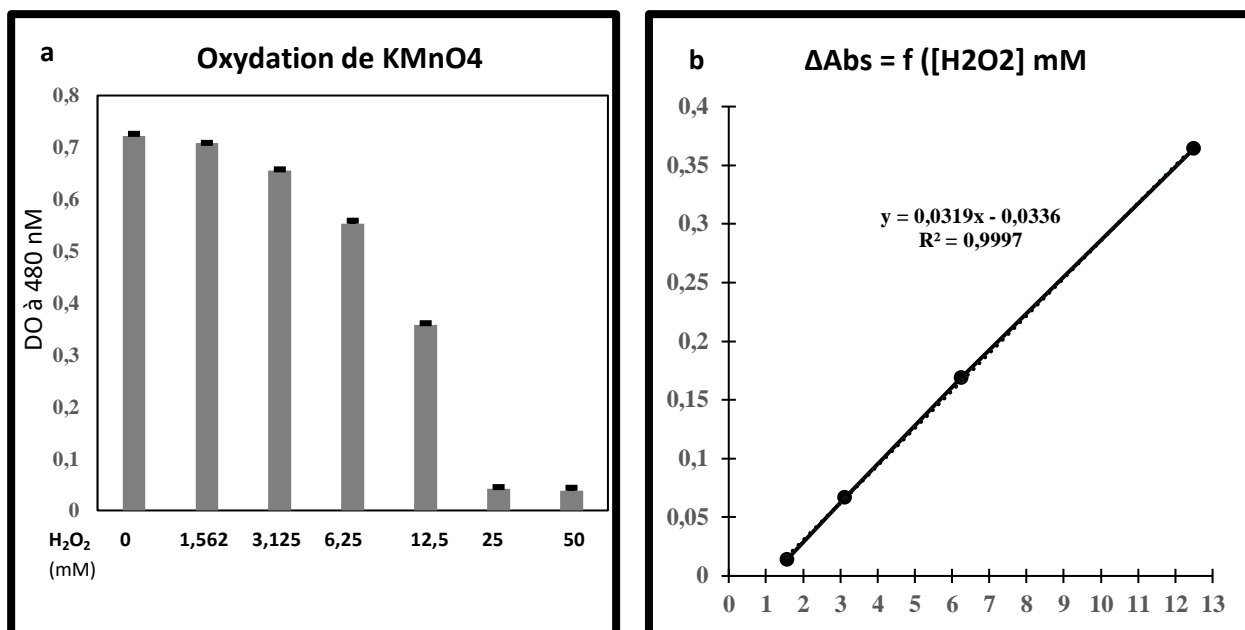 a
Oxydation de KMnO4
DO à 480 nM
0,8
0,7
0,6
0,5
0,4
0,3
0,2
0,1
0
H₂O₂ 0 1,562 3,125 6,25 12,5 25 50
(mM)
b
ΔAbs = f ([H2O2] mM
0,4
0,35
0,3
0,25
0,2
0,15
0,1
0,05
0
y = 0,0319x - 0,0336
R² = 0,9997
0 1 2 3 4 5 6 7 8 9 10 11 12 13